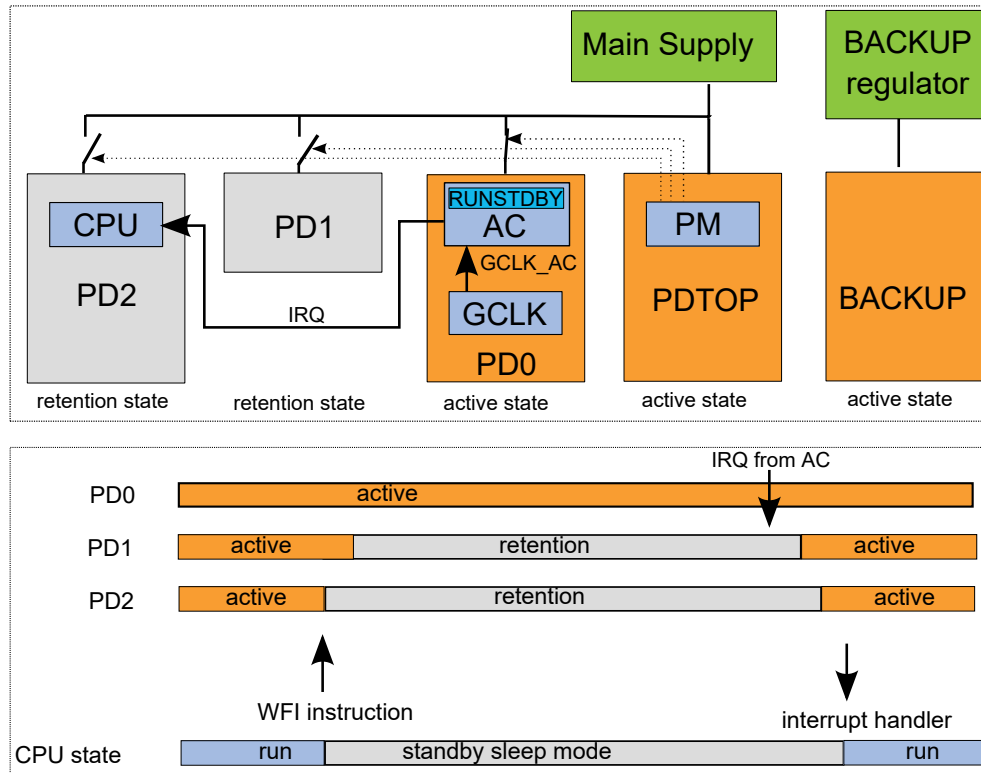 Main Supply
BACKUP
regulator
CPU
PD2
PD1
RUNSTDBY
AC
GCLK_AC
GCLK
PD0
IRQ
PM
PDTOP
BACKUP
retention state
retention state
active state
active state
active state
IRQ from AC
PD0
active
PD1
active
retention
active
PD2
active
retention
active
WFI instruction
interrupt handler
CPU state
run
standby sleep mode
run